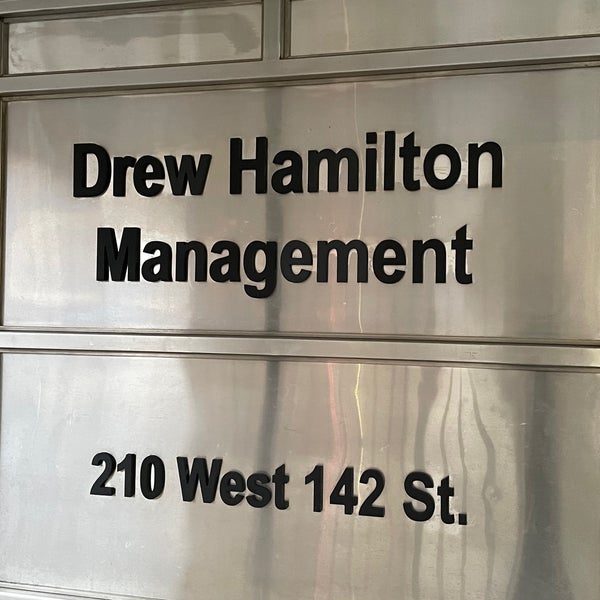 Drew Hamilton
Management
210 West 142 St.